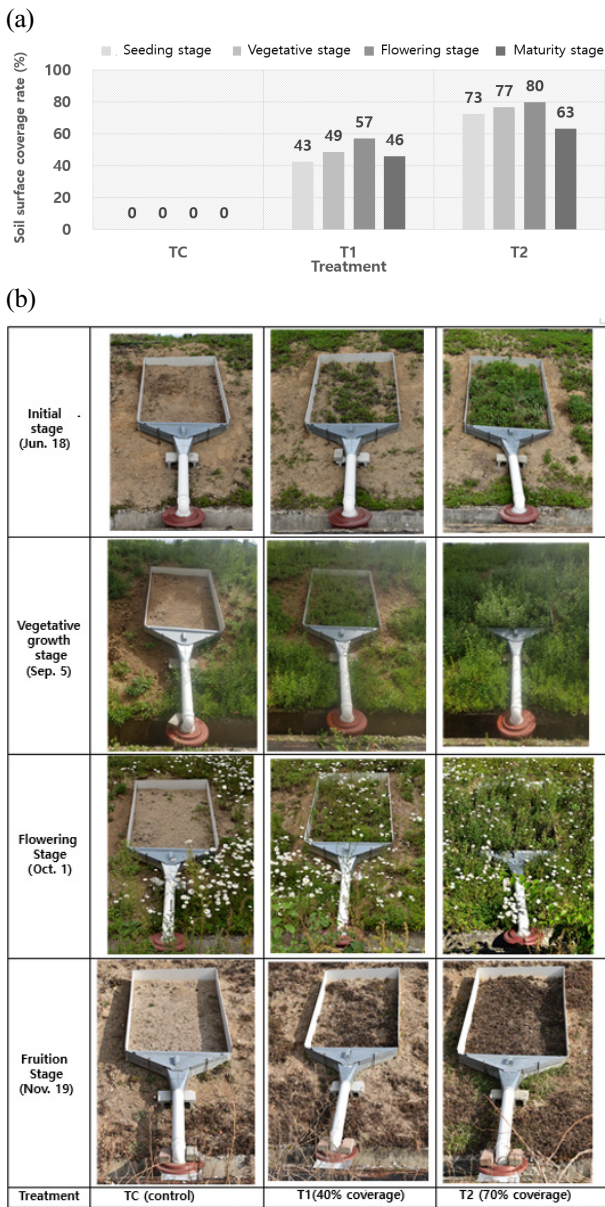 (a)
Seeding stage Vegetative stage Flowering stage Maturity stage
Soil surface coverage rate (%)
100
80
60
40
20
0
0 0 0 0
43 49 57 46
73 77 80 63
TC T1 T2
Treatment
(b)
Initial
stage
(Jun. 18)
Vegetative
growth
stage
(Sep. 5)
Flowering
Stage
(Oct. 1)
Fruition
Stage
(Nov. 19)
Treatment TC (control) T1(40% coverage) T2 (70% coverage)